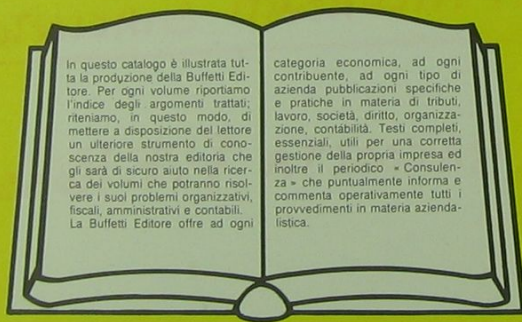 In questo catalogo è illustrata tut-
ta la produzione della Buffetti Edi-
tore. Per ogni volume riportiamo
l'indice degli argomenti trattati;
riteniamo, in questo modo, di
mettere a disposizione del lettore
un ulteriore strumento di cono-
scenza della nostra editoria che
gli sarà di sicuro aiuto nella ricer-
ca dei volumi che potranno risol-
vere i suoi problemi organizzativi,
fiscali, amministrativi e contabili.
La Buffetti Editore offre ad ogni
categoria economica, ad ogni
contribuente, ad ogni tipo di
azienda pubblicazioni specifiche
e pratiche in materia di tributi,
lavoro, società, diritto, organizza-
zione, contabilità. Testi completi,
essenziali, utili per una corretta
gestione della propria impresa ed
inoltre il periodico « Consulen-
za » che puntualmente informa e
commenta operativamente tutti i
provvedimenti in materia azienda-
listica.